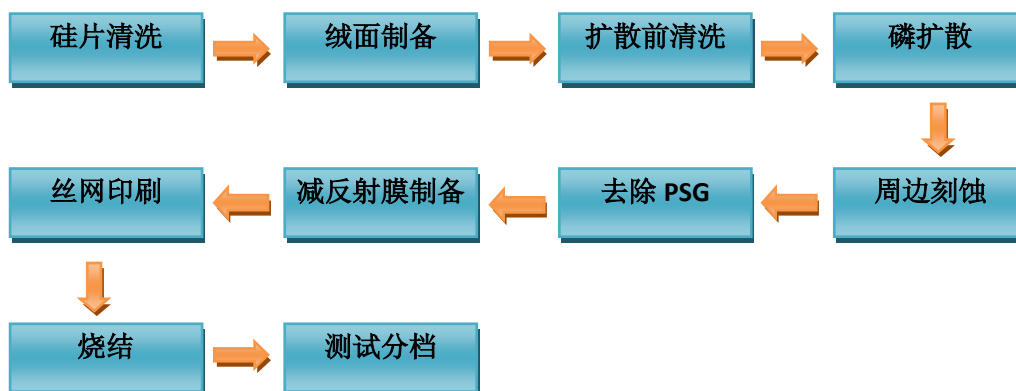 硅片清洗
绒面制备
扩散前清洗
磷扩散
周边刻蚀
去除 PSG
减反射膜制备
丝网印刷
烧结
测试分档